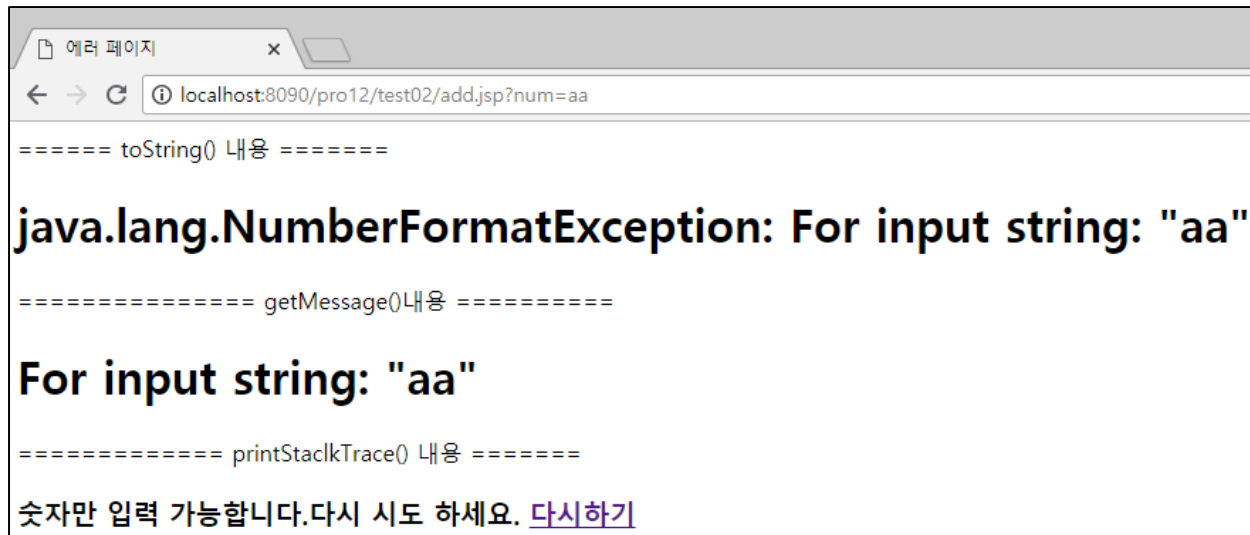 에러 페이지
localhost:8090/pro12/test02/add.jsp?num=aa
====== toString() 내용 =======
java.lang.NumberFormatException: For input string: "aa"
=============== getMessage()내용 ==========
For input string: "aa"
============= printStaclkTrace() 내용 =======
숫자만 입력 가능합니다.다시 시도 하세요. 다시하기